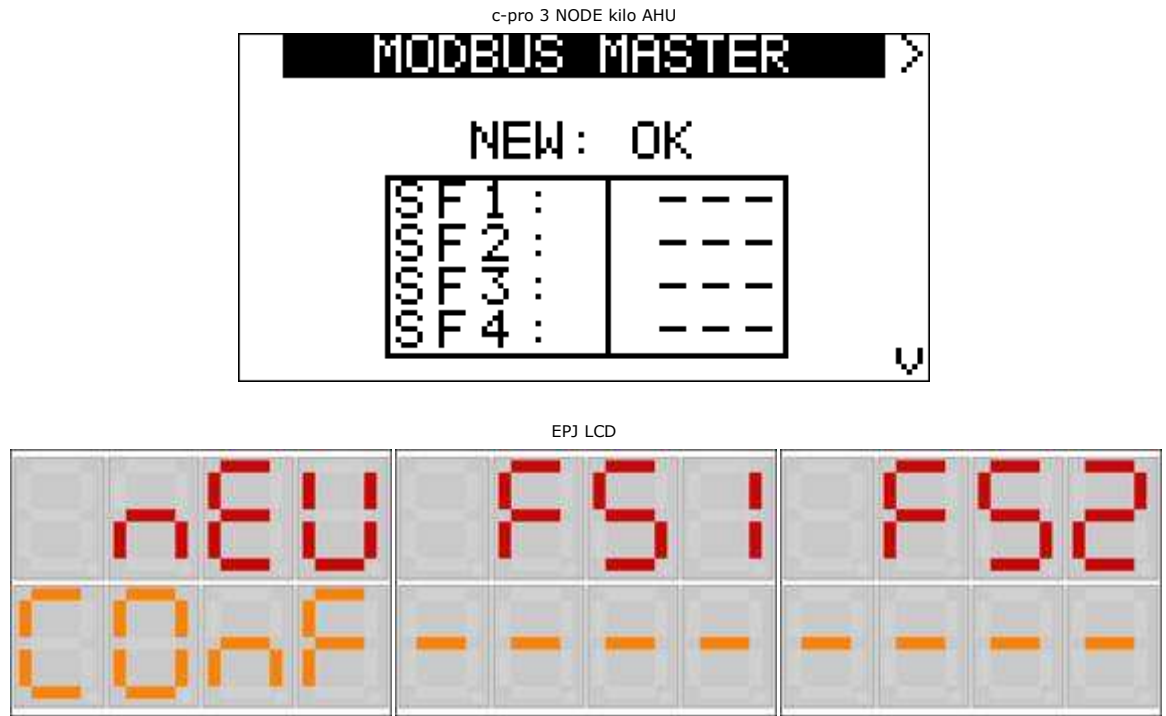 c-pro 3 NODE kilo AHU
MODBUS MASTER >
NEW: OK
SF1: ---
SF2: ---
SF3: ---
SF4: ---
V
EPJ LCD
nEU FS1 FS2
COnF ---- ----